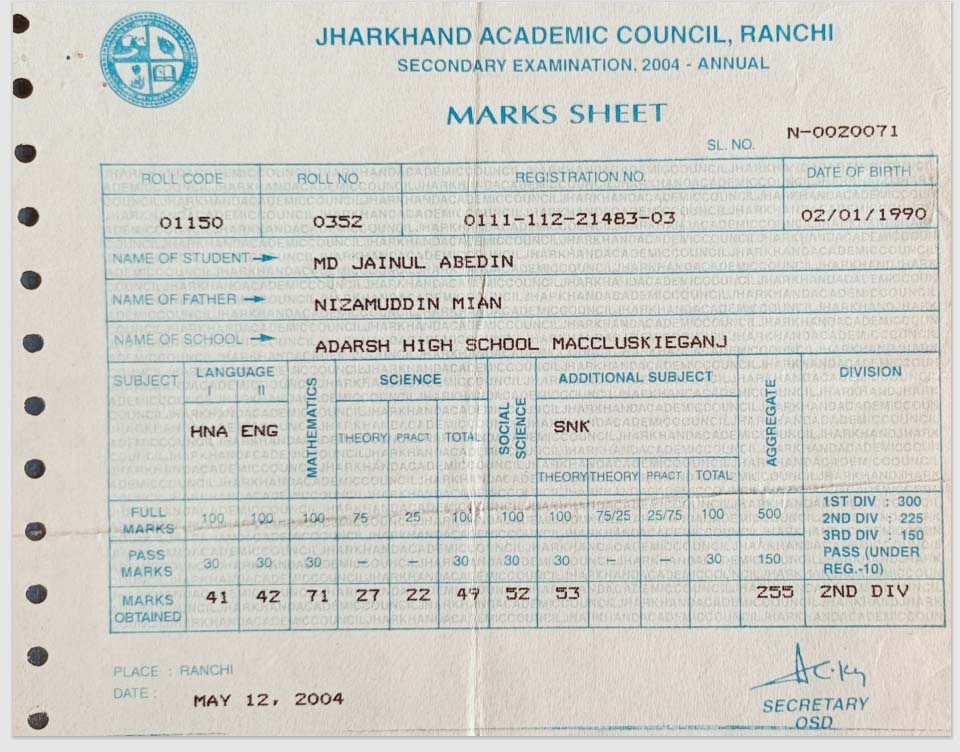 JHARKHAND ACADEMIC COUNCIL, RANCHI
SECONDARY EXAMINATION, 2004 - ANNUAL
MARKS SHEET
SL. NO. N-0020071
ROLL CODE ROLL NO. REGISTRATION NO. DATE OF BIRTH
01150 0352 0111-112-21483-03 02/01/1990
NAME OF STUDENT MD JAINUL ABEDIN
NAME OF FATHER NIZAMUDDIN MIAN
NAME OF SCHOOL ADARSH HIGH SCHOOL MACCLUSKIEGANJ
SUBJECT LANGUAGE MATHEMATICS SCIENCE SOCIAL SCIENCE ADDITIONAL SUBJECT AGGREGATE DIVISION
I II
HNA ENG SNK
THEORY PRACT. TOTAL
THEORY THEORY PRACT. TOTAL
FULL MARKS 100 100 100 75 25 100 100 100 75/25 25/75 100 500
1ST DIV : 300
2ND DIV : 225
3RD DIV : 150
PASS (UNDER
REG.-10)
PASS MARKS 30 30 30 – – 30 30 30 – – 30 150
MARKS OBTAINED 41 42 71 27 22 49 52 53 255 2ND DIV
PLACE : RANCHI
DATE : MAY 12, 2004
SECRETARY
OSD